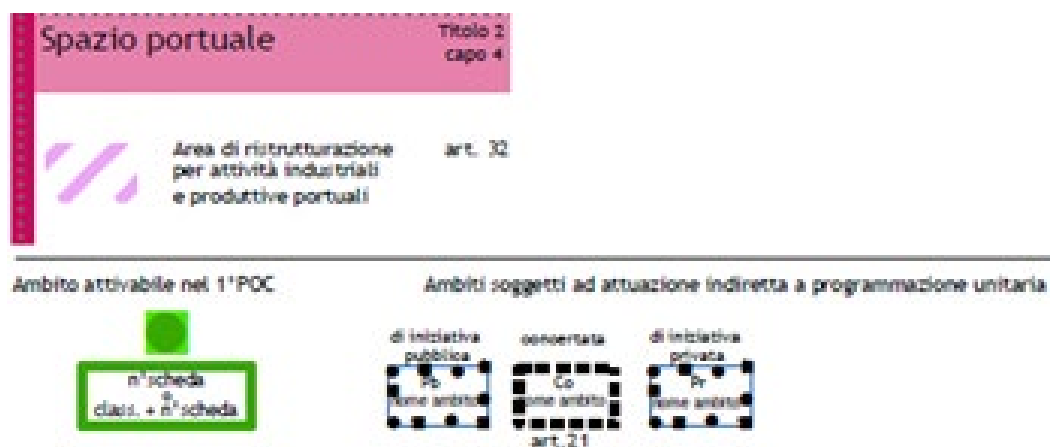 Spazio portuale
Titolo 2
capo 4
Area di ristrutturazione
per attività industriali
e produttive portuali
art. 32
Ambito attivabile nel 1°POC
Ambiti soggetti ad attuazione indiretta a programmazione unitaria
n°scheda
o
class. + n°scheda
di iniziativa
pubblica
Pb
nome ambito
concertata
Co
nome ambito
art.21
di iniziativa
privata
Pr
nome ambito